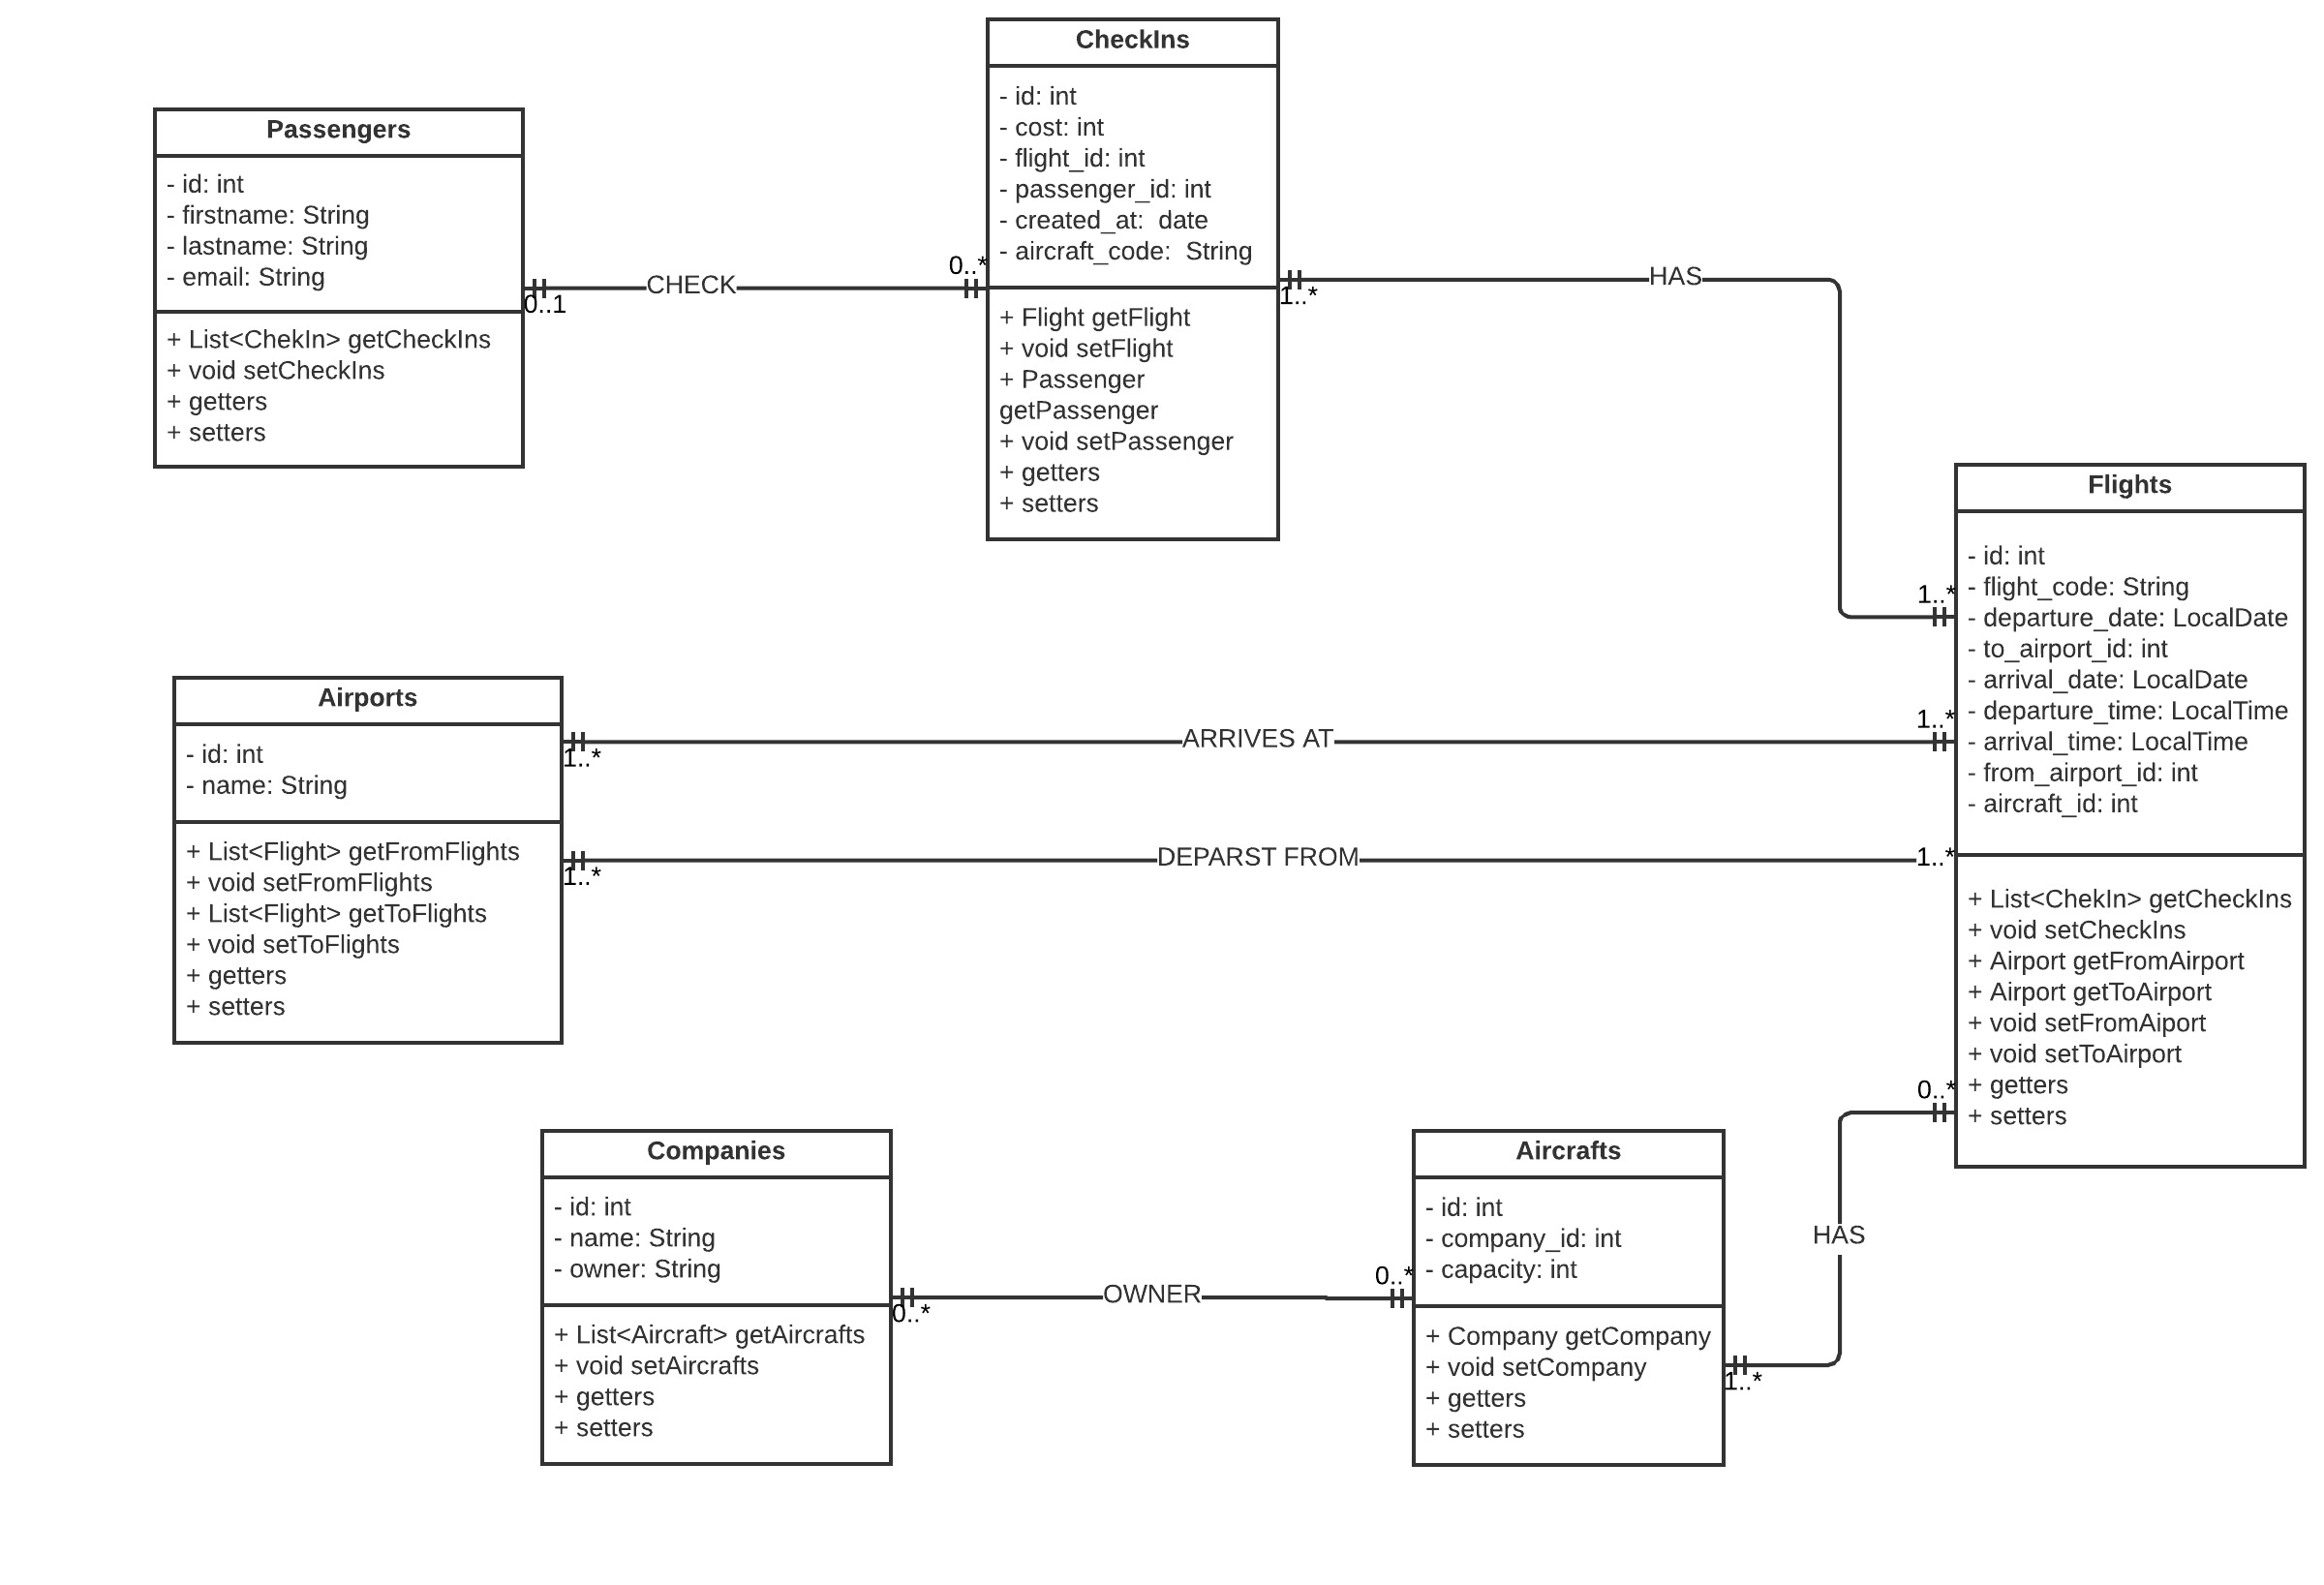 CheckIns
- id: int
- cost: int
- flight_id: int
- passenger_id: int
- created_at:  date
- aircraft_code:  String
+ Flight getFlight
+ void setFlight
+ Passenger
getPassenger
+ void setPassenger
+ getters
+ setters
Passengers
- id: int
- firstname: String
- lastname: String
- email: String
+ List<ChekIn> getCheckIns
+ void setCheckIns
+ getters
+ setters
0..1
CHECK
0..*
1..*
HAS
1..*
Flights
- id: int
- flight_code: String
- departure_date: LocalDate
- to_airport_id: int
- arrival_date: LocalDate
- departure_time: LocalTime
- arrival_time: LocalTime
- from_airport_id: int
- aircraft_id: int
+ List<ChekIn> getCheckIns
+ void setCheckIns
+ Airport getFromAirport
+ Airport getToAirport
+ void setFromAiport
+ void setToAirport
+ getters
+ setters
Airports
- id: int
- name: String
+ List<Flight> getFromFlights
+ void setFromFlights
+ List<Flight> getToFlights
+ void setToFlights
+ getters
+ setters
1..*
ARRIVES AT
1..*
1..*
DEPARST FROM
1..*
Companies
- id: int
- name: String
- owner: String
+ List<Aircraft> getAircrafts
+ void setAircrafts
+ getters
+ setters
0..*
OWNER
0..*
Aircrafts
- id: int
- company_id: int
- capacity: int
+ Company getCompany
+ void setCompany
+ getters
+ setters
1..*
HAS
0..*